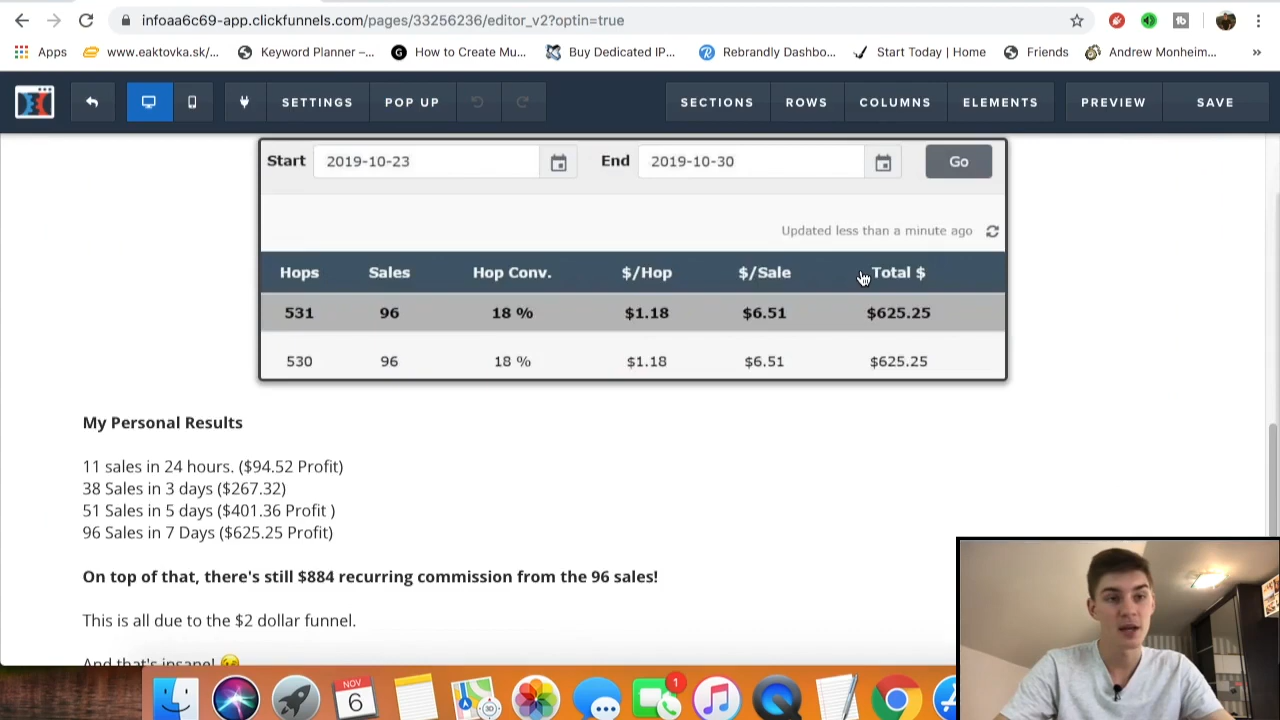 infoaa6c69-app.clickfunnels.com/pages/33256236/editor_v2?optin=true
Apps www.eaktovka.sk/... Keyword Planner –... How to Create Mu... Buy Dedicated IP... Rebrandly Dashbo... Start Today | Home Friends Andrew Monheim... »
SETTINGS POP UP SECTIONS ROWS COLUMNS ELEMENTS PREVIEW SAVE
Start 2019-10-23 End 2019-10-30 Go
Updated less than a minute ago
Hops Sales Hop Conv. $/Hop $/Sale Total $
531 96 18 % $1.18 $6.51 $625.25
530 96 18 % $1.18 $6.51 $625.25
My Personal Results
11 sales in 24 hours. ($94.52 Profit)
38 Sales in 3 days ($267.32)
51 Sales in 5 days ($401.36 Profit )
96 Sales in 7 Days ($625.25 Profit)
On top of that, there's still $884 recurring commission from the 96 sales!
This is all due to the $2 dollar funnel.
And that's insane!
NOV
6
1